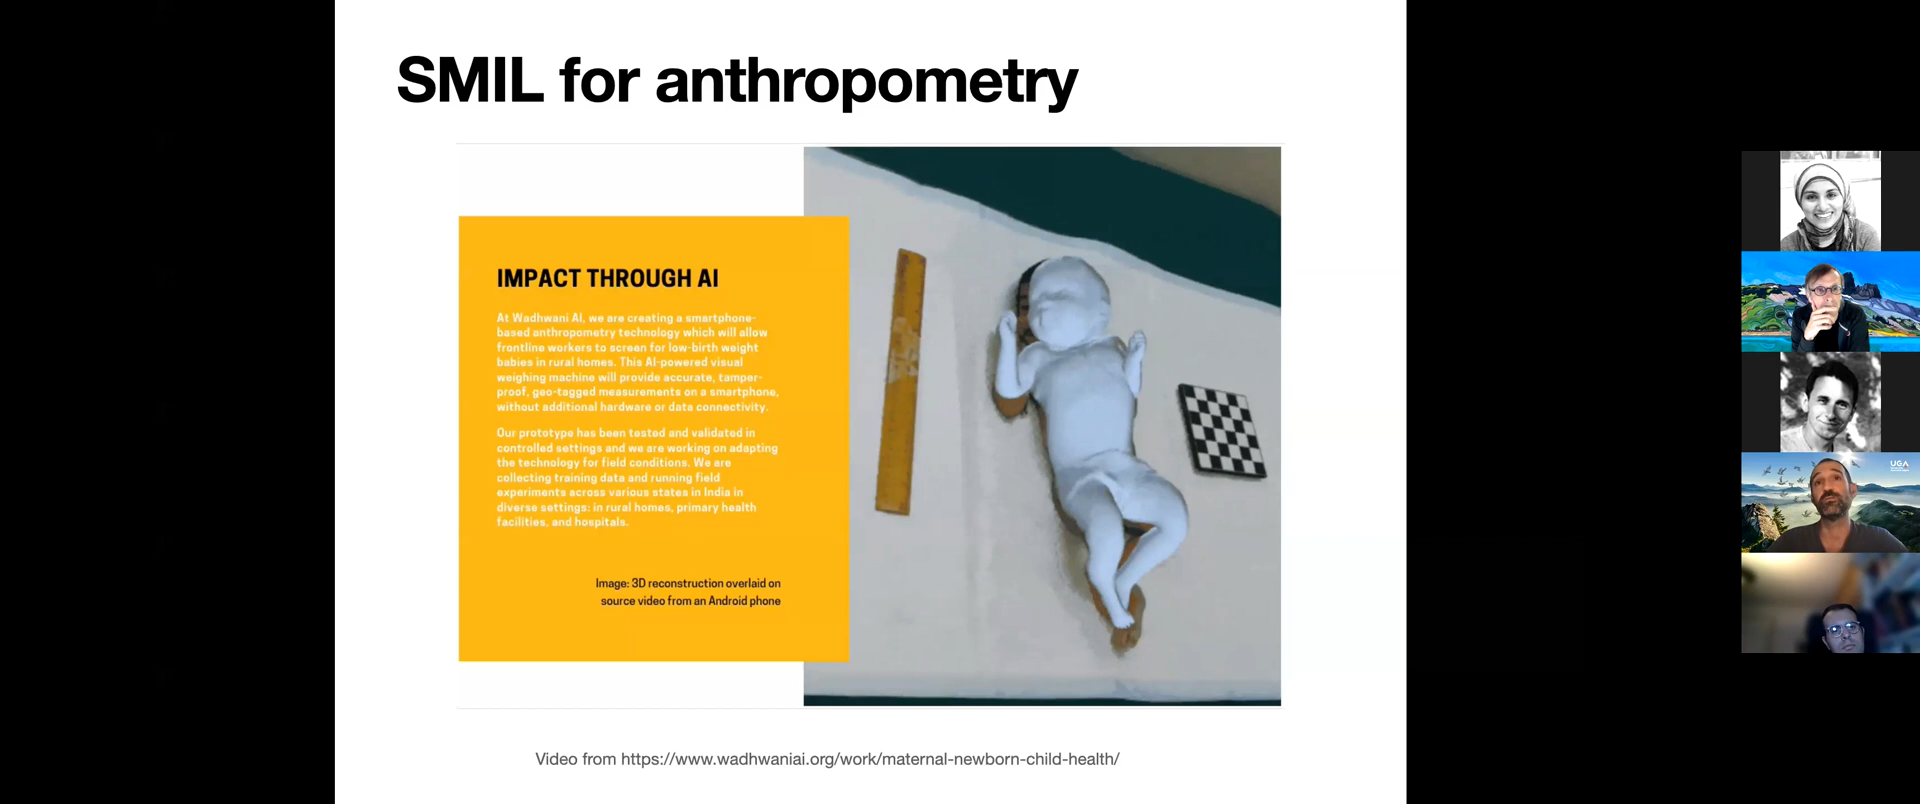 SMIL for anthropometry
IMPACT THROUGH AI
At Wadhwani AI, we are creating a smartphone-
based anthropometry technology which will allow
frontline workers to screen for low-birth weight
babies in rural homes. This AI-powered visual
weighing machine will provide accurate, tamper-
proof, geo-tagged measurements on a smartphone,
without additional hardware or data connectivity.
Our prototype has been tested and validated in
controlled settings and we are working on adapting
the technology for field conditions. We are
collecting training data and running field
experiments across various states in India in
diverse settings: in rural homes, primary health
facilities, and hospitals.
Image: 3D reconstruction overlaid on
source video from an Android phone
Video from https://www.wadhwaniai.org/work/maternal-newborn-child-health/
UGA